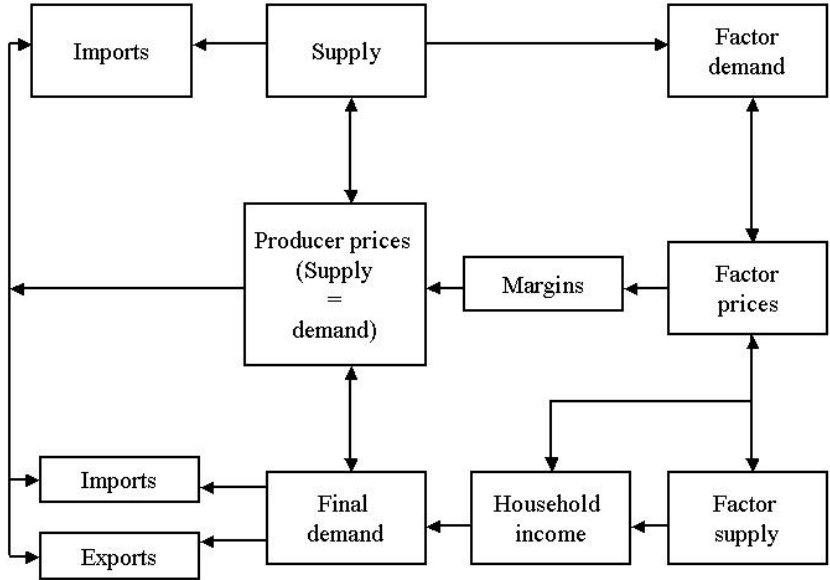 Imports
Supply
Factor
demand
Producer prices
(Supply
=
demand)
Margins
Factor
prices
Imports
Exports
Final
demand
Household
income
Factor
supply